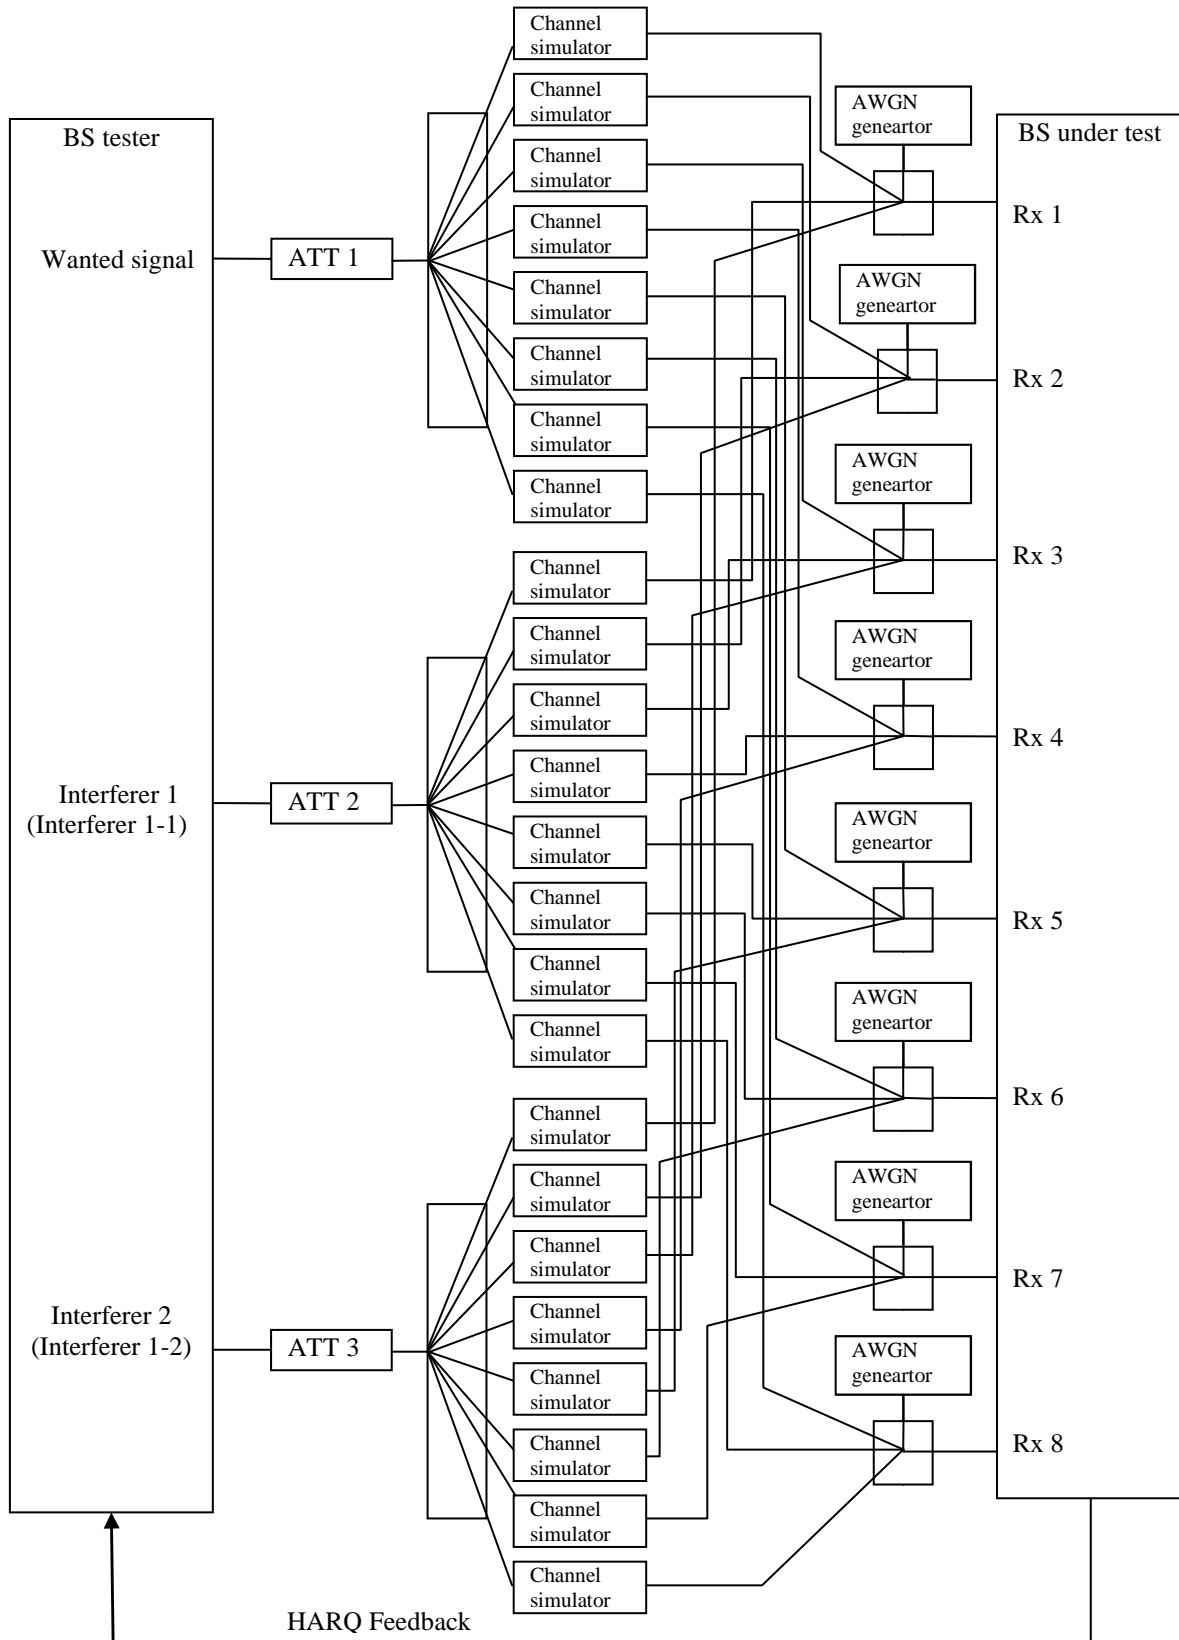 BS tester
Wanted signal
ATT 1
Channel
simulator
Channel
simulator
Channel
simulator
Channel
simulator
Channel
simulator
Channel
simulator
Channel
simulator
Channel
simulator
Interferer 1
(Interferer 1-1)
ATT 2
Channel
simulator
Channel
simulator
Channel
simulator
Channel
simulator
Channel
simulator
Channel
simulator
Channel
simulator
Channel
simulator
Interferer 2
(Interferer 1-2)
ATT 3
Channel
simulator
Channel
simulator
Channel
simulator
Channel
simulator
Channel
simulator
Channel
simulator
Channel
simulator
Channel
simulator
AWGN
geneartor
AWGN
geneartor
AWGN
geneartor
AWGN
geneartor
AWGN
geneartor
AWGN
geneartor
AWGN
geneartor
AWGN
geneartor
BS under test
Rx 1
Rx 2
Rx 3
Rx 4
Rx 5
Rx 6
Rx 7
Rx 8
HARQ Feedback